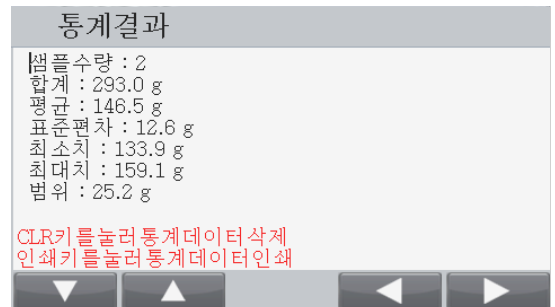 통계결과
샘플수량 : 2
합계 : 293.0 g
평균 : 146.5 g
표준편차 : 12.6 g
최소치 : 133.9 g
최대치 : 159.1 g
범위 : 25.2 g
CLR키를눌러통계데이터삭제
인쇄키를눌러통계데이터인쇄